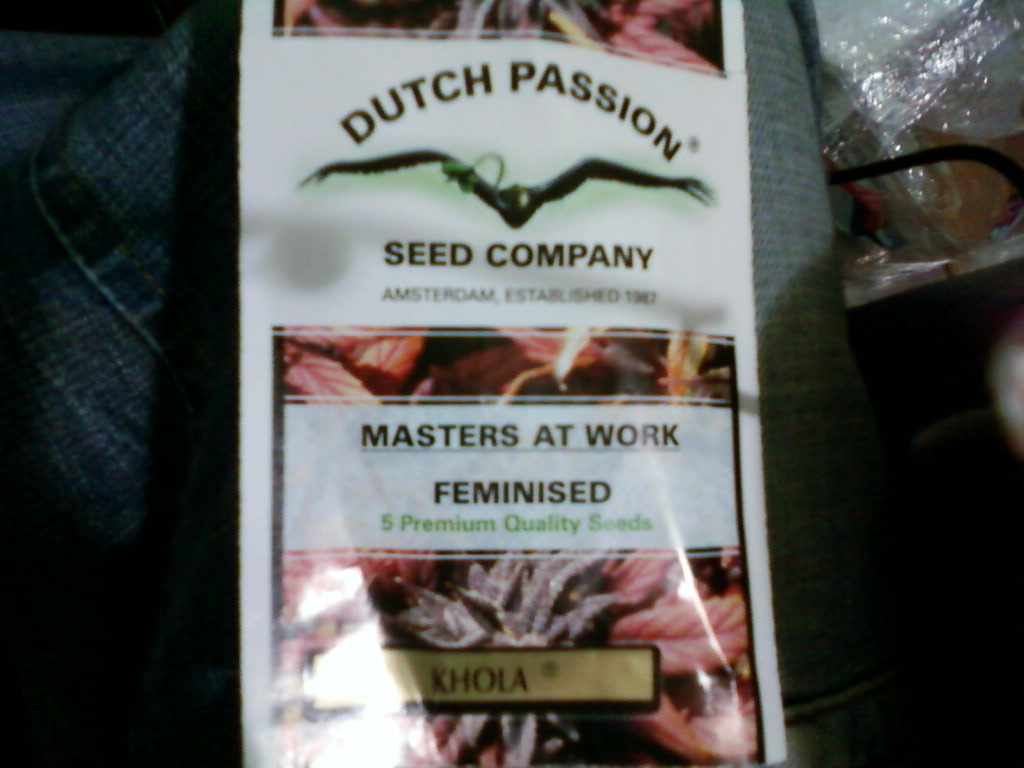 DUTCH PASSION®
SEED COMPANY
AMSTERDAM, ESTABLISHED 1987
MASTERS AT WORK
FEMINISED
5 Premium Quality Seeds
KHOLA ®